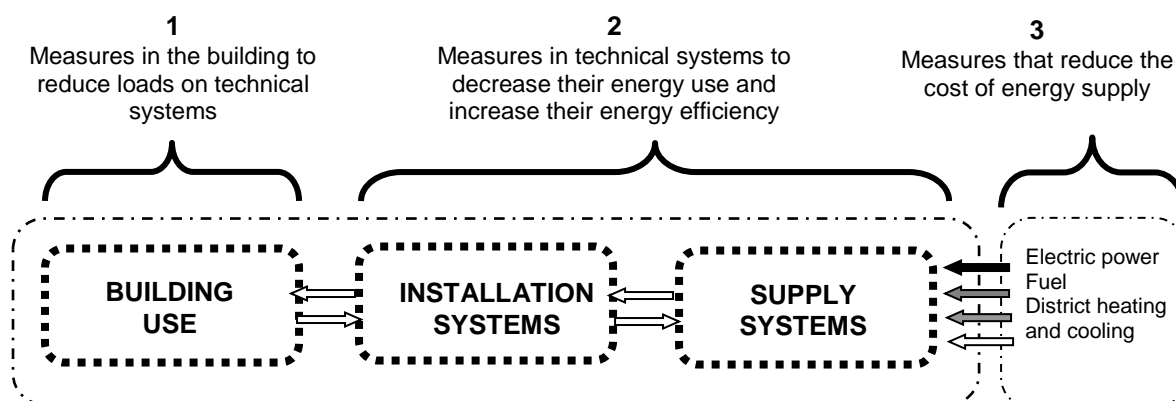 1
Measures in the building to
reduce loads on technical
systems
2
Measures in technical systems to
decrease their energy use and
increase their energy efficiency
3
Measures that reduce the
cost of energy supply
BUILDING
USE
INSTALLATION
SYSTEMS
SUPPLY
SYSTEMS
Electric power
Fuel
District heating
and cooling